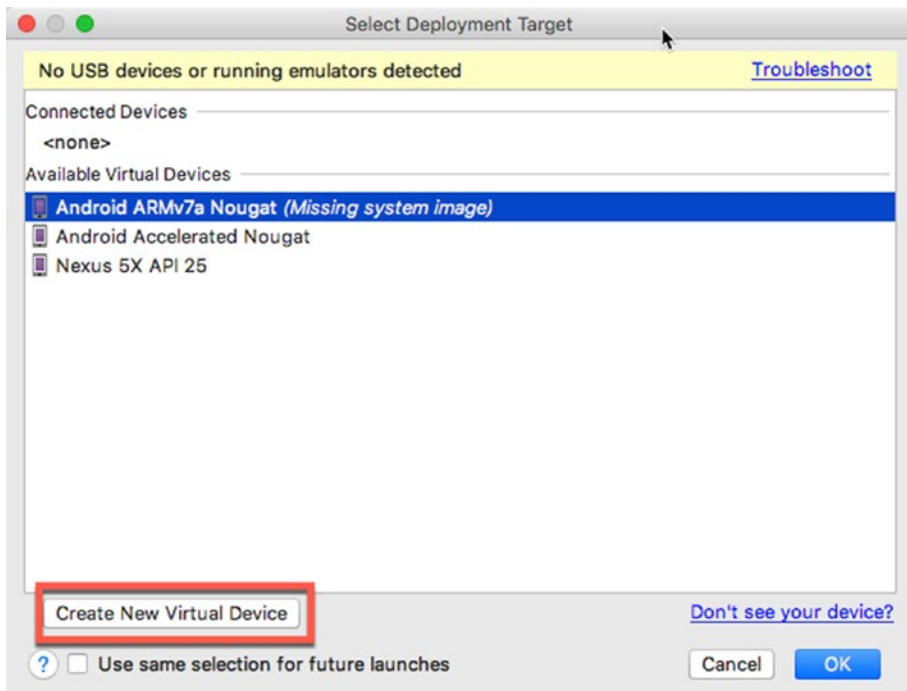 Select Deployment Target
No USB devices or running emulators detected Troubleshoot
Connected Devices
<none>
Available Virtual Devices
Android ARMv7a Nougat (Missing system image)
Android Accelerated Nougat
Nexus 5X API 25
Create New Virtual Device Don't see your device?
? Use same selection for future launches Cancel OK